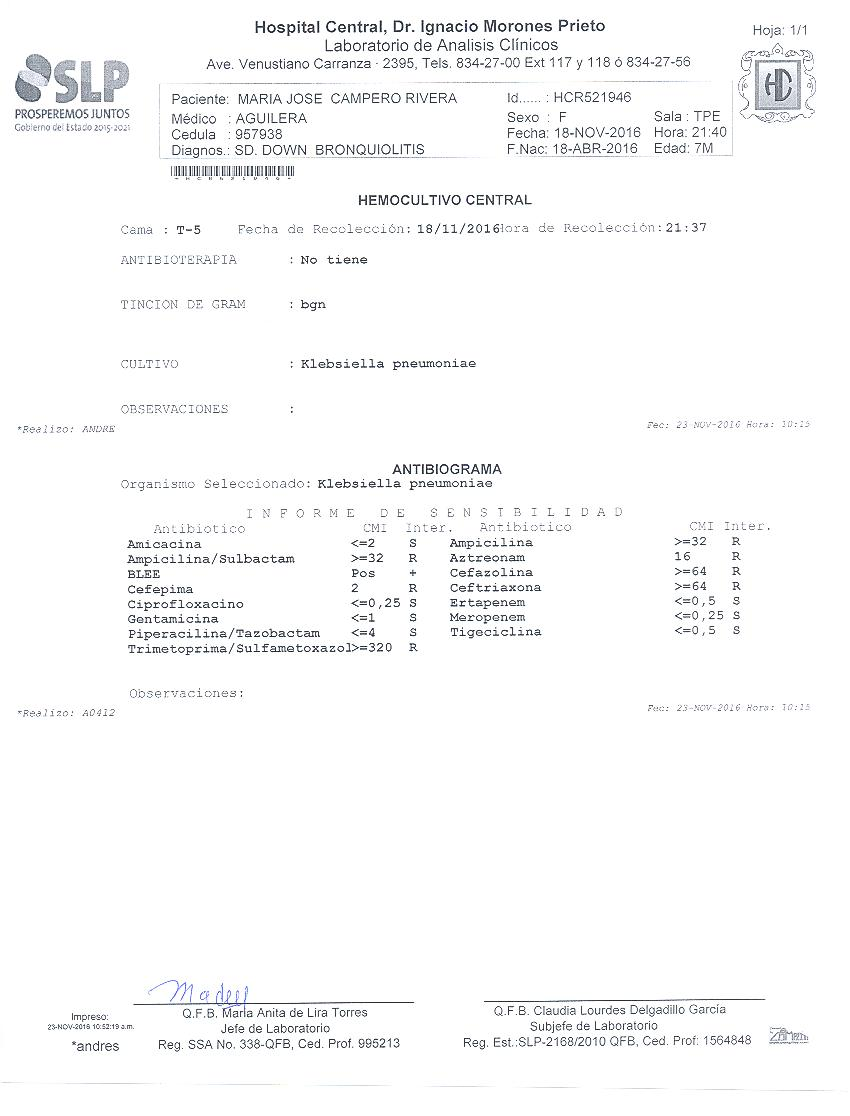 Hospital Central, Dr. Ignacio Morones Prieto
Hoja: 1/1
Laboratorio de Analisis Clínicos
Ave. Venustiano Carranza · 2395, Tels. 834-27-00 Ext 117 y 118 ó 834-27-56
SLP
PROSPEREMOS JUNTOS
Gobierno del Estado 2015-2021
HC
Paciente: MARIA JOSE CAMPERO RIVERA Id...... : HCR521946
Médico : AGUILERA Sexo : F Sala : TPE
Cedula : 957938 Fecha: 18-NOV-2016 Hora: 21:40
Diagnos.: SD. DOWN BRONQUIOLITIS F.Nac: 18-ABR-2016 Edad: 7M
HEMOCULTIVO CENTRAL
Cama : T-5 Fecha de Recolección: 18/11/2016Hora de Recolección: 21:37
ANTIBIOTERAPIA : No tiene
TINCION DE GRAM : bgn
CULTIVO : Klebsiella pneumoniae
OBSERVACIONES :
*Realizo: ANDRE Fec: 23-NOV-2016 Hora: 10:15
ANTIBIOGRAMA
Organismo Seleccionado: Klebsiella pneumoniae
INFORME DE SENSIBILIDAD
Antibiotico CMI Inter. Antibiotico CMI Inter.
Amicacina <=2 S Ampicilina >=32 R
Ampicilina/Sulbactam >=32 R Aztreonam 16 R
BLEE Pos + Cefazolina >=64 R
Cefepima 2 R Ceftriaxona >=64 R
Ciprofloxacino <=0,25 S Ertapenem <=0,5 S
Gentamicina <=1 S Meropenem <=0,25 S
Piperacilina/Tazobactam <=4 S Tigeciclina <=0,5 S
Trimetoprima/Sulfametoxazol>=320 R
Observaciones:
*Realizo: A0412 Fec: 23-NOV-2016 Hora: 10:15
Impreso:
23-NOV-2016 10:52:19 a.m.
*andres
Q.F.B. Maria Anita de Lira Torres
Jefe de Laboratorio
Reg. SSA No. 338-QFB, Ced. Prof. 995213
Q.F.B. Claudia Lourdes Delgadillo García
Subjefe de Laboratorio
Reg. Est.:SLP-2168/2010 QFB, Ced. Prof: 1564848